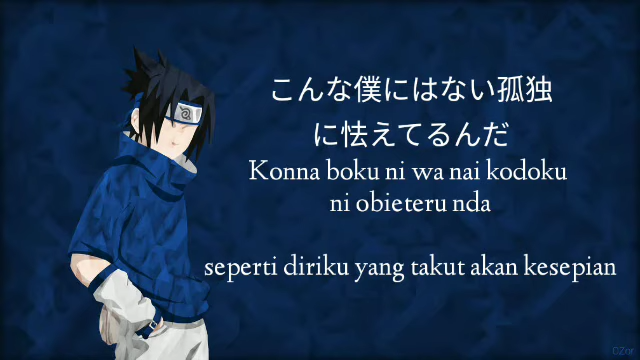 こんな僕にはない孤独
に怯えてるんだ
Konna boku ni wa nai kodoku
ni obieteru nda
seperti diriku yang takut akan kesepian